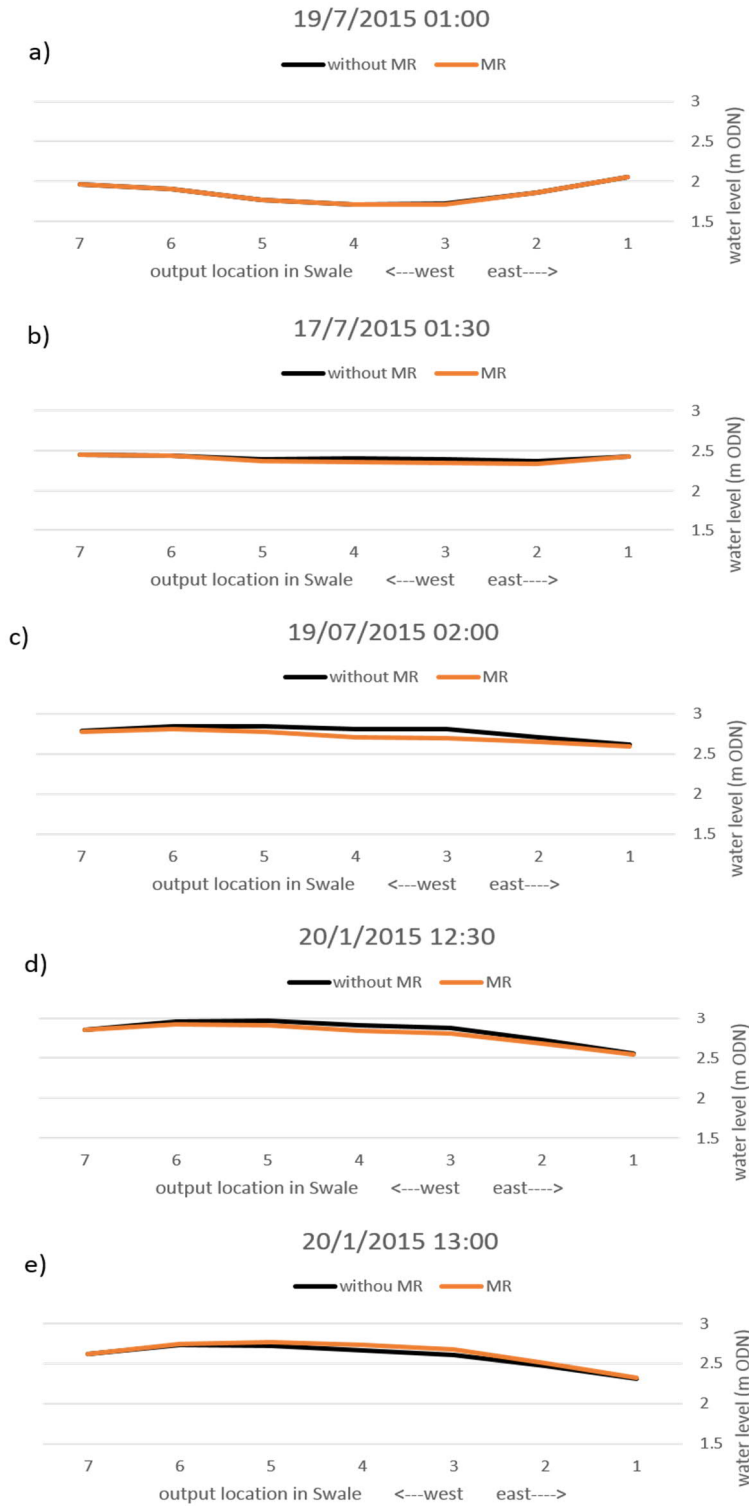 19/7/2015 01:00
a)
without MR MR
3
2.5
2
1.5
water level (m ODN)
7 6 5 4 3 2 1
output location in Swale <---west east---->
17/7/2015 01:30
b)
without MR MR
3
2.5
2
1.5
water level (m ODN)
7 6 5 4 3 2 1
output location in Swale <---west east---->
19/07/2015 02:00
c)
without MR MR
3
2.5
2
1.5
water level (m ODN)
7 6 5 4 3 2 1
output location in Swale <---west east---->
20/1/2015 12:30
d)
without MR MR
3
2.5
2
1.5
water level (m ODN)
7 6 5 4 3 2 1
output location in Swale <---west east---->
20/1/2015 13:00
e)
withou MR MR
3
2.5
2
1.5
water level (m ODN)
7 6 5 4 3 2 1
output location in Swale <---west east---->